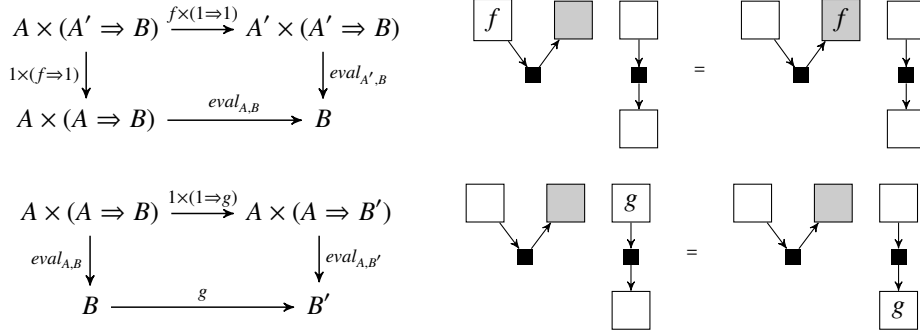 A × (A′ ⇒ B) f×(1⇒1) A′ × (A′ ⇒ B) f = f
1×(f⇒1) eval_{A′,B}
A × (A ⇒ B) eval_{A,B} B
A × (A ⇒ B) 1×(1⇒g) A × (A ⇒ B′) g
eval_{A,B} eval_{A,B′} =
B g B′ g